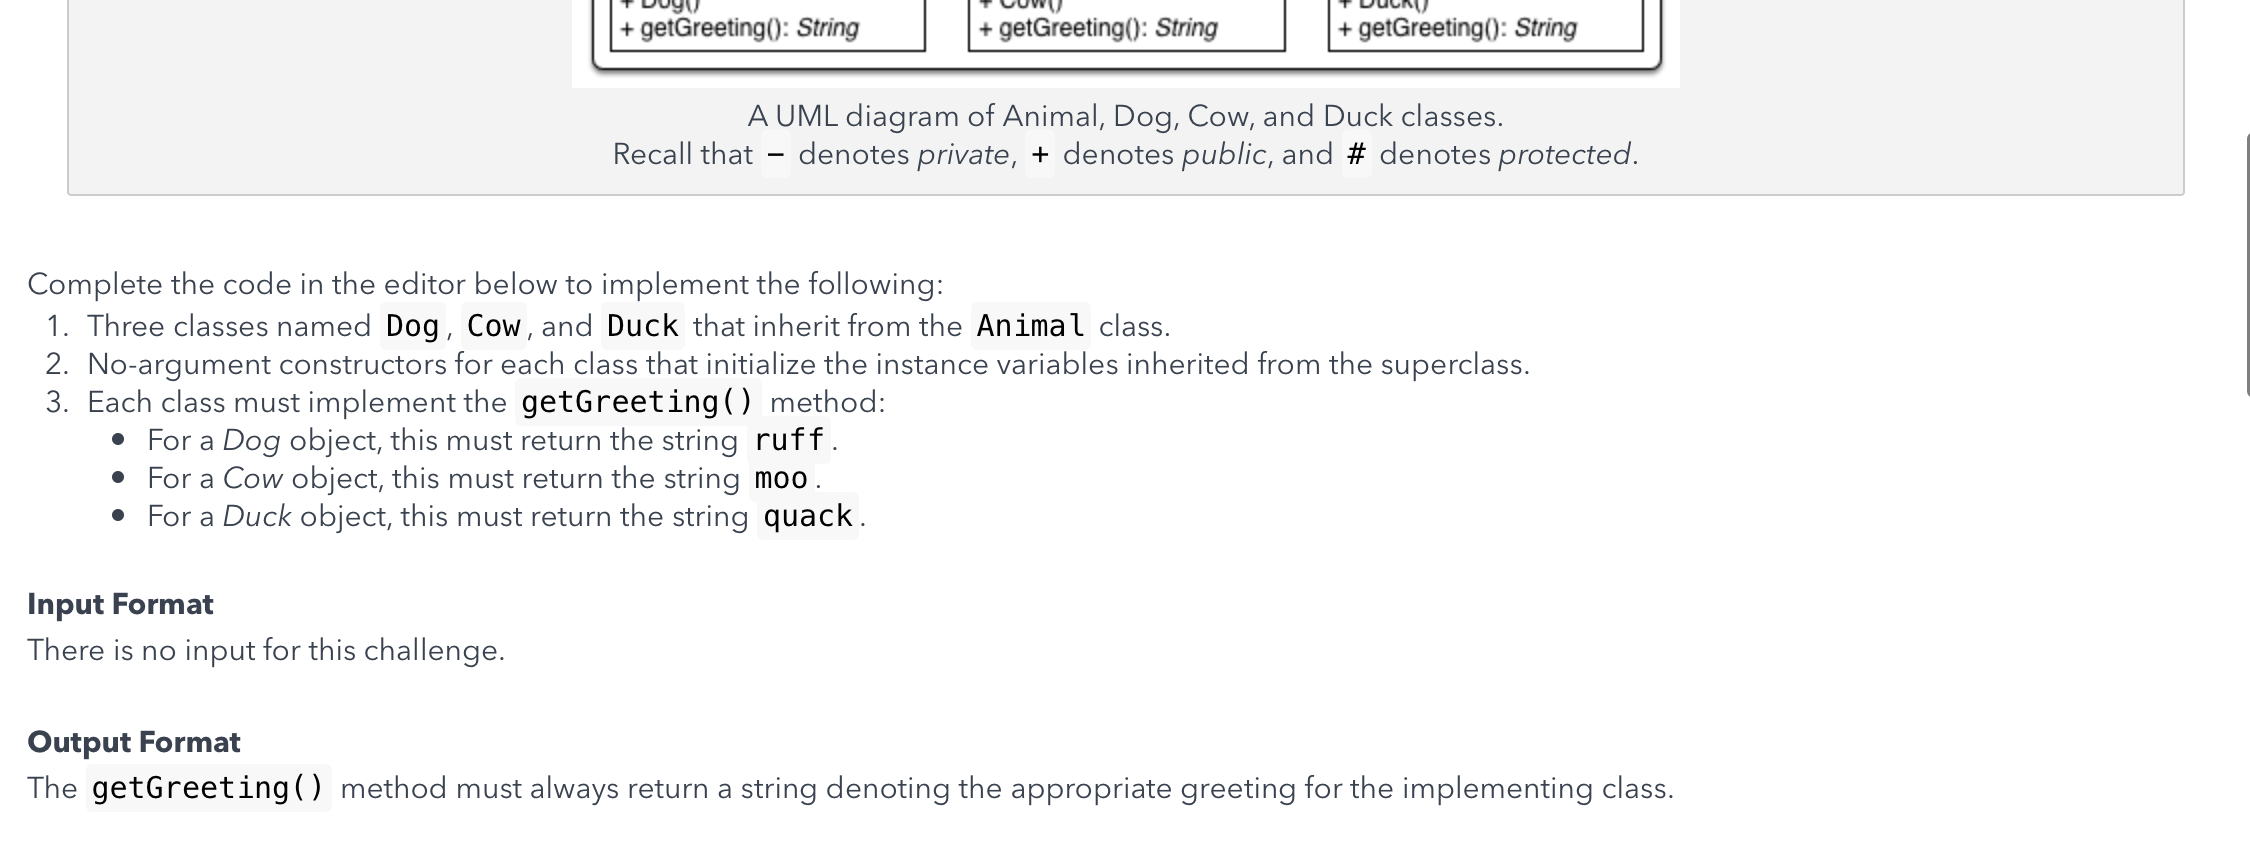 + Dog() + Cow() + Duck()
+ getGreeting(): String + getGreeting(): String + getGreeting(): String
A UML diagram of Animal, Dog, Cow, and Duck classes.
Recall that – denotes private, + denotes public, and # denotes protected.
Complete the code in the editor below to implement the following:
1. Three classes named Dog, Cow, and Duck that inherit from the Animal class.
2. No-argument constructors for each class that initialize the instance variables inherited from the superclass.
3. Each class must implement the getGreeting() method:
• For a Dog object, this must return the string ruff.
• For a Cow object, this must return the string moo.
• For a Duck object, this must return the string quack.
Input Format
There is no input for this challenge.
Output Format
The getGreeting() method must always return a string denoting the appropriate greeting for the implementing class.